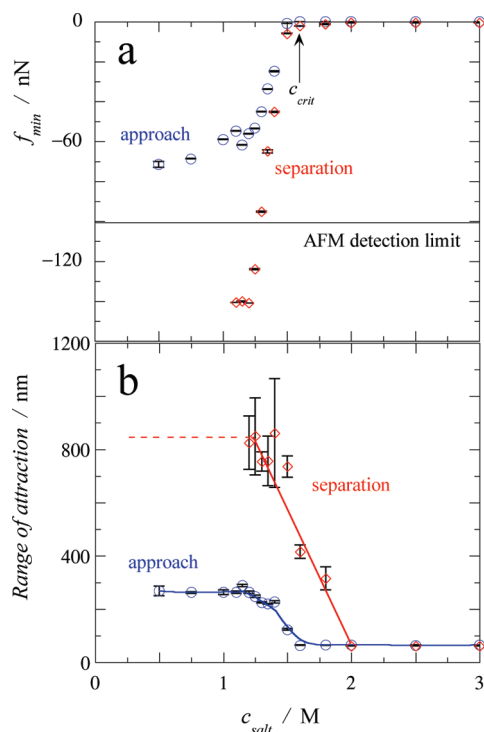 0
a
f_min / nN
c_crit
approach
−60
separation
AFM detection limit
−120
1200
b
Range of attraction / nm
800
separation
400
approach
0
0 1 2 3
c_salt / M